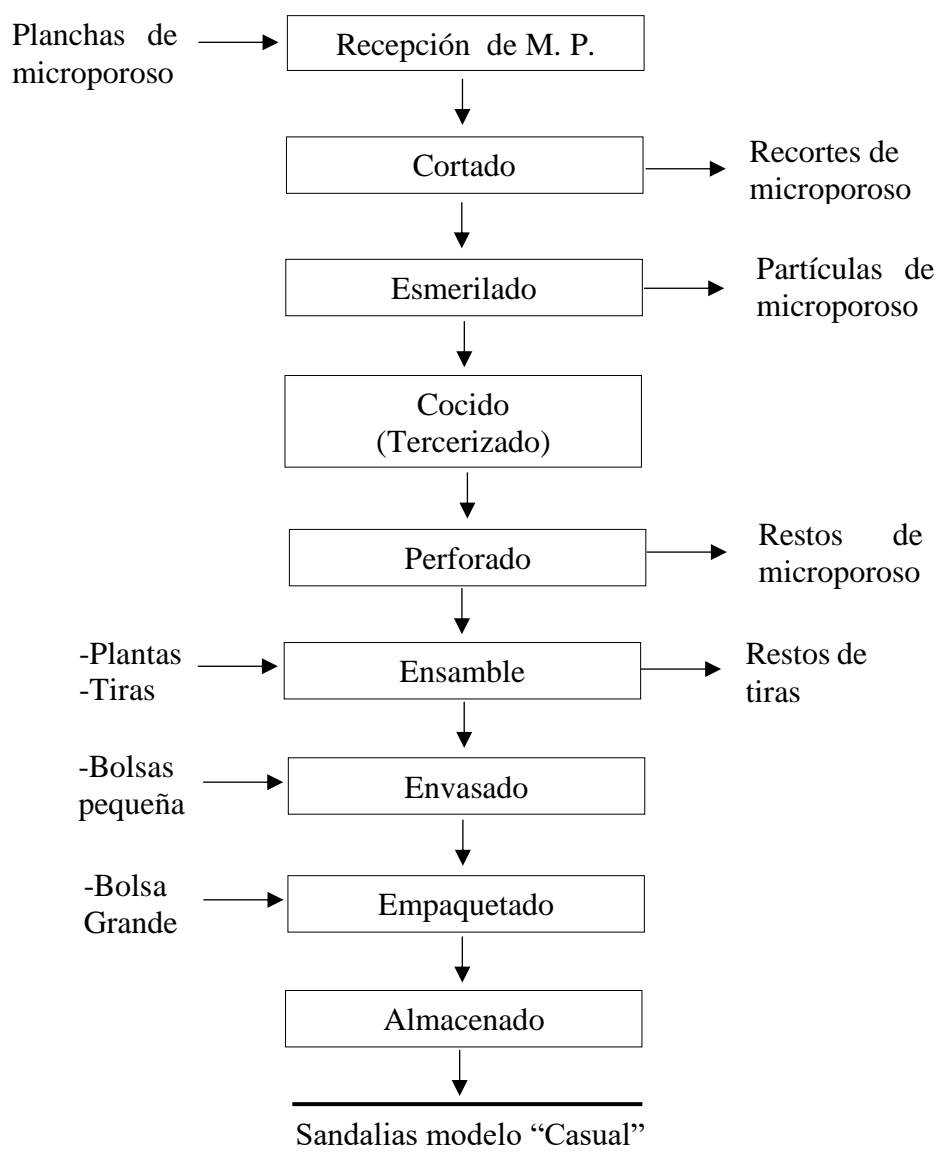 Planchas de
microporoso
Recepción de M. P.
Cortado
Recortes de
microporoso
Esmerilado
Partículas de
microporoso
Cocido
(Tercerizado)
Perforado
Restos de
microporoso
-Plantas
-Tiras
Ensamble
Restos de
tiras
-Bolsas
pequeña
Envasado
-Bolsa
Grande
Empaquetado
Almacenado
Sandalias modelo “Casual”